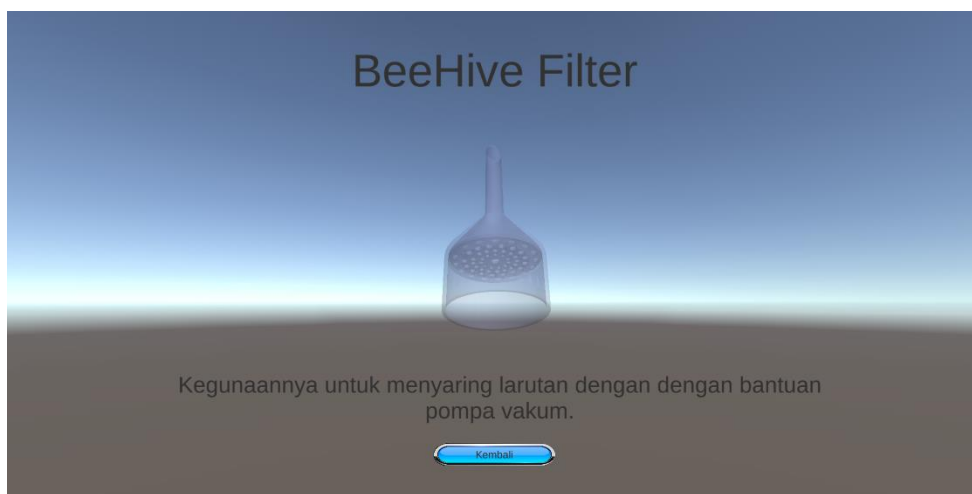 BeeHive Filter
Kegunaannya untuk menyaring larutan dengan dengan bantuan
pompa vakum.
Kembali